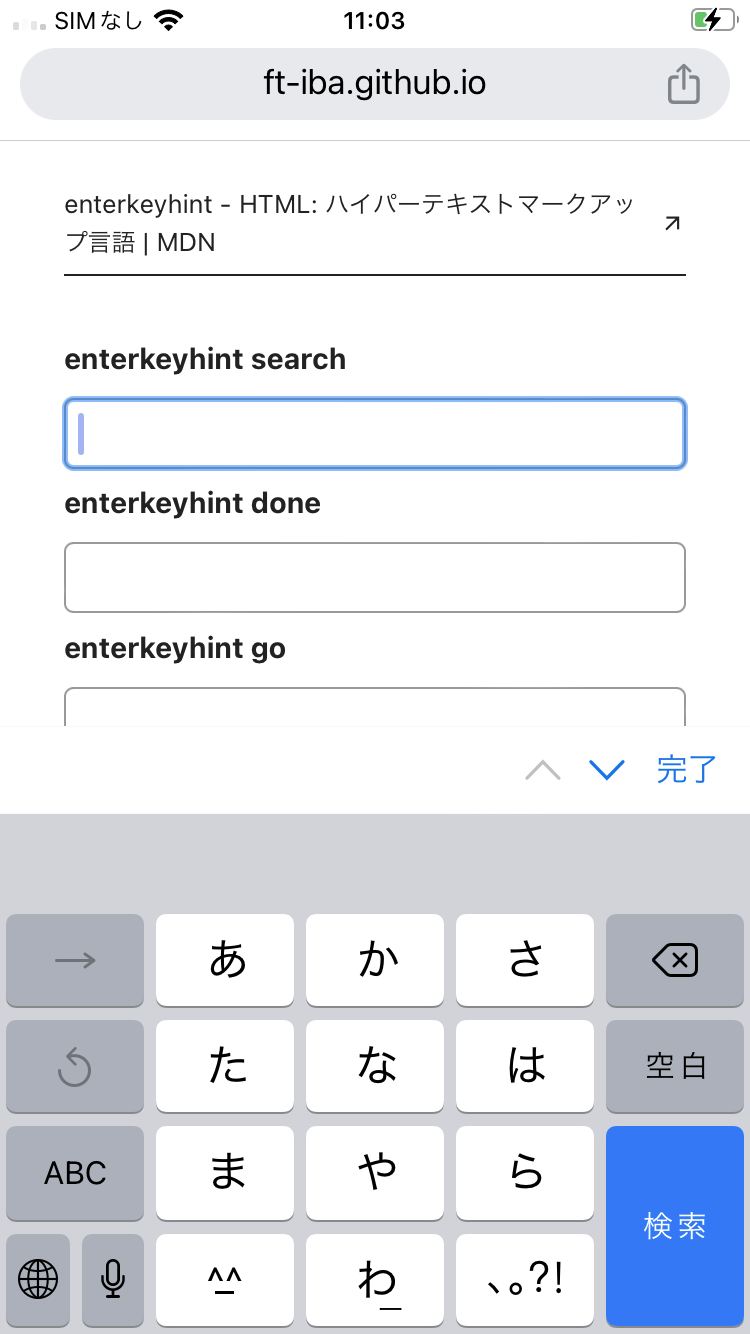 SIMなし 11:03
ft-iba.github.io
enterkeyhint - HTML: ハイパーテキストマークアッ
プ言語 | MDN
enterkeyhint search
enterkeyhint done
enterkeyhint go
完了
あ か さ
た な は 空白
ABC ま や ら
検索
^_^ わ_ 、。?!